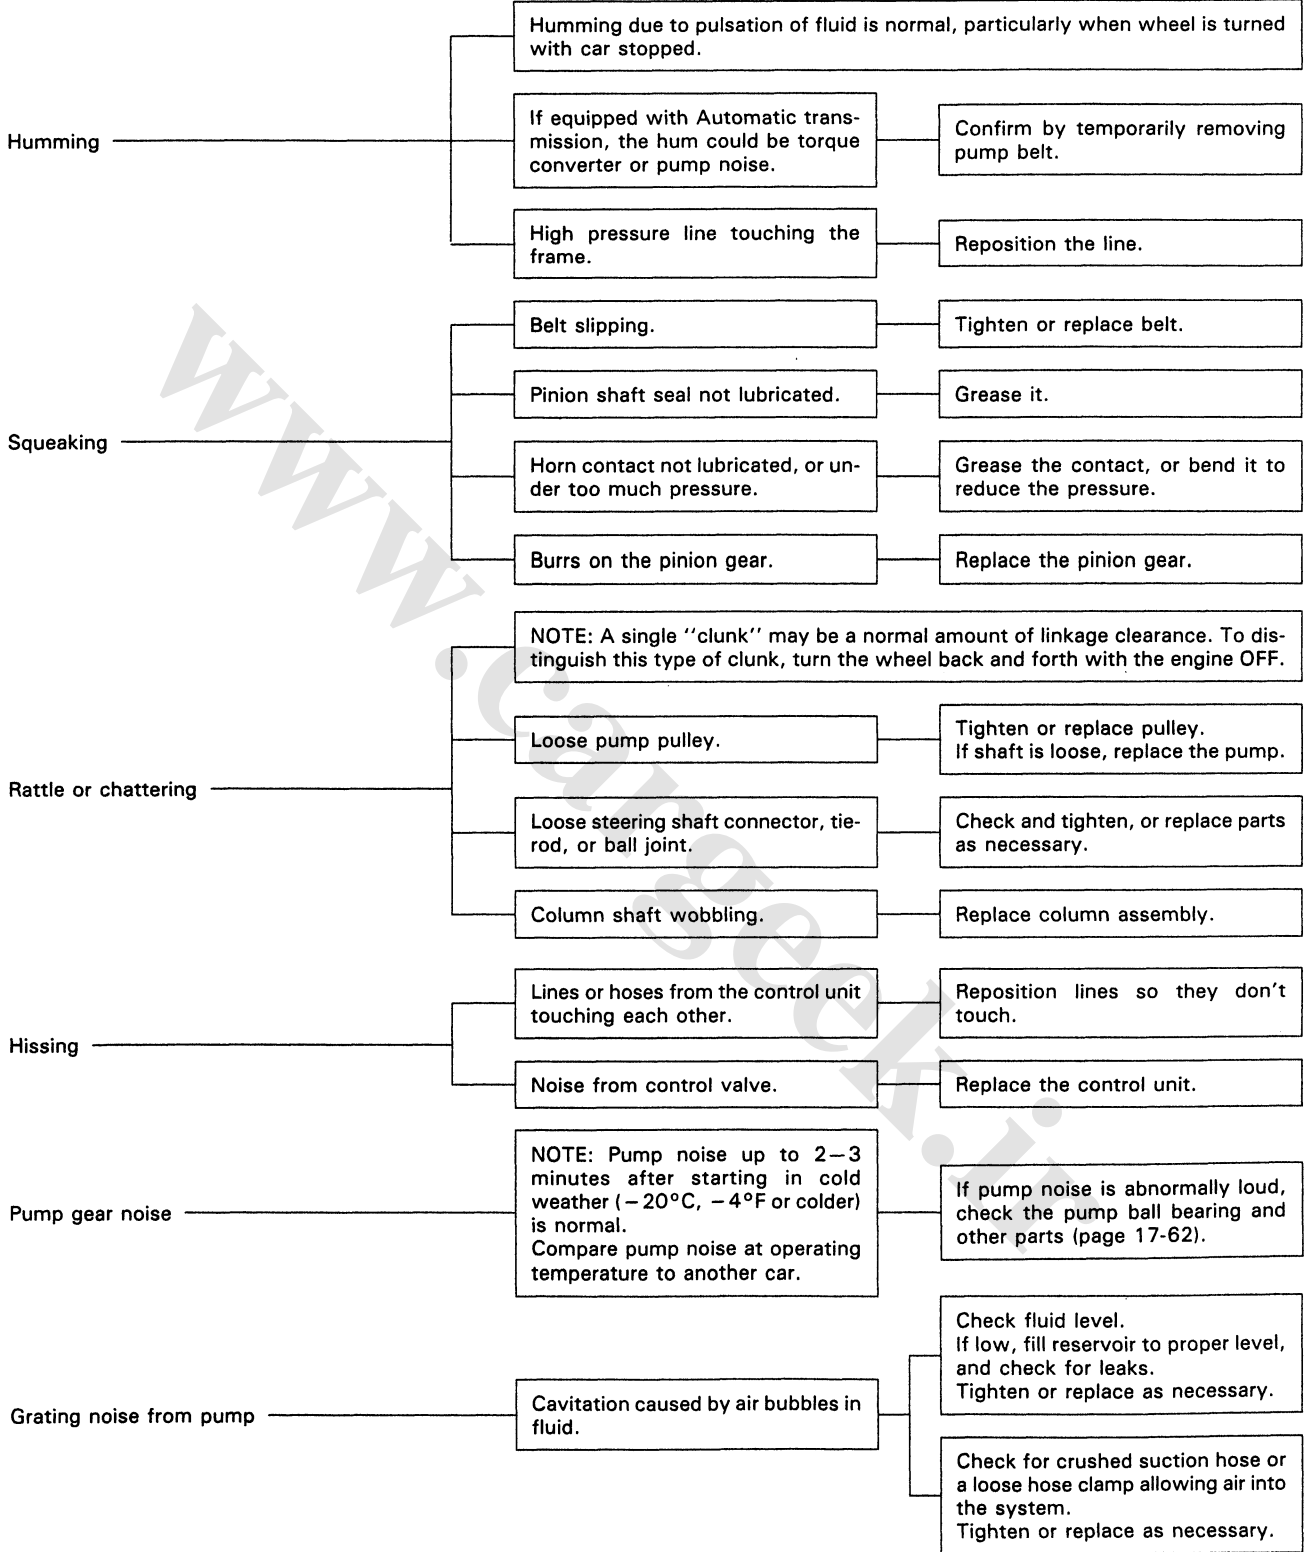 Humming due to pulsation of fluid is normal, particularly when wheel is turned
with car stopped.
Humming
If equipped with Automatic trans-
mission, the hum could be torque
converter or pump noise.
Confirm by temporarily removing
pump belt.
High pressure line touching the
frame.
Reposition the line.
Squeaking
Belt slipping.
Tighten or replace belt.
Pinion shaft seal not lubricated.
Grease it.
Horn contact not lubricated, or un-
der too much pressure.
Grease the contact, or bend it to
reduce the pressure.
Burrs on the pinion gear.
Replace the pinion gear.
Rattle or chattering
NOTE: A single ''clunk'' may be a normal amount of linkage clearance. To dis-
tinguish this type of clunk, turn the wheel back and forth with the engine OFF.
Loose pump pulley.
Tighten or replace pulley.
If shaft is loose, replace the pump.
Loose steering shaft connector, tie-
rod, or ball joint.
Check and tighten, or replace parts
as necessary.
Column shaft wobbling.
Replace column assembly.
Hissing
Lines or hoses from the control unit
touching each other.
Reposition lines so they don't
touch.
Noise from control valve.
Replace the control unit.
Pump gear noise
NOTE: Pump noise up to 2–3
minutes after starting in cold
weather (−20°C, −4°F or colder)
is normal.
Compare pump noise at operating
temperature to another car.
If pump noise is abnormally loud,
check the pump ball bearing and
other parts (page 17-62).
Grating noise from pump
Cavitation caused by air bubbles in
fluid.
Check fluid level.
If low, fill reservoir to proper level,
and check for leaks.
Tighten or replace as necessary.
Check for crushed suction hose or
a loose hose clamp allowing air into
the system.
Tighten or replace as necessary.
www.cargeek.ir